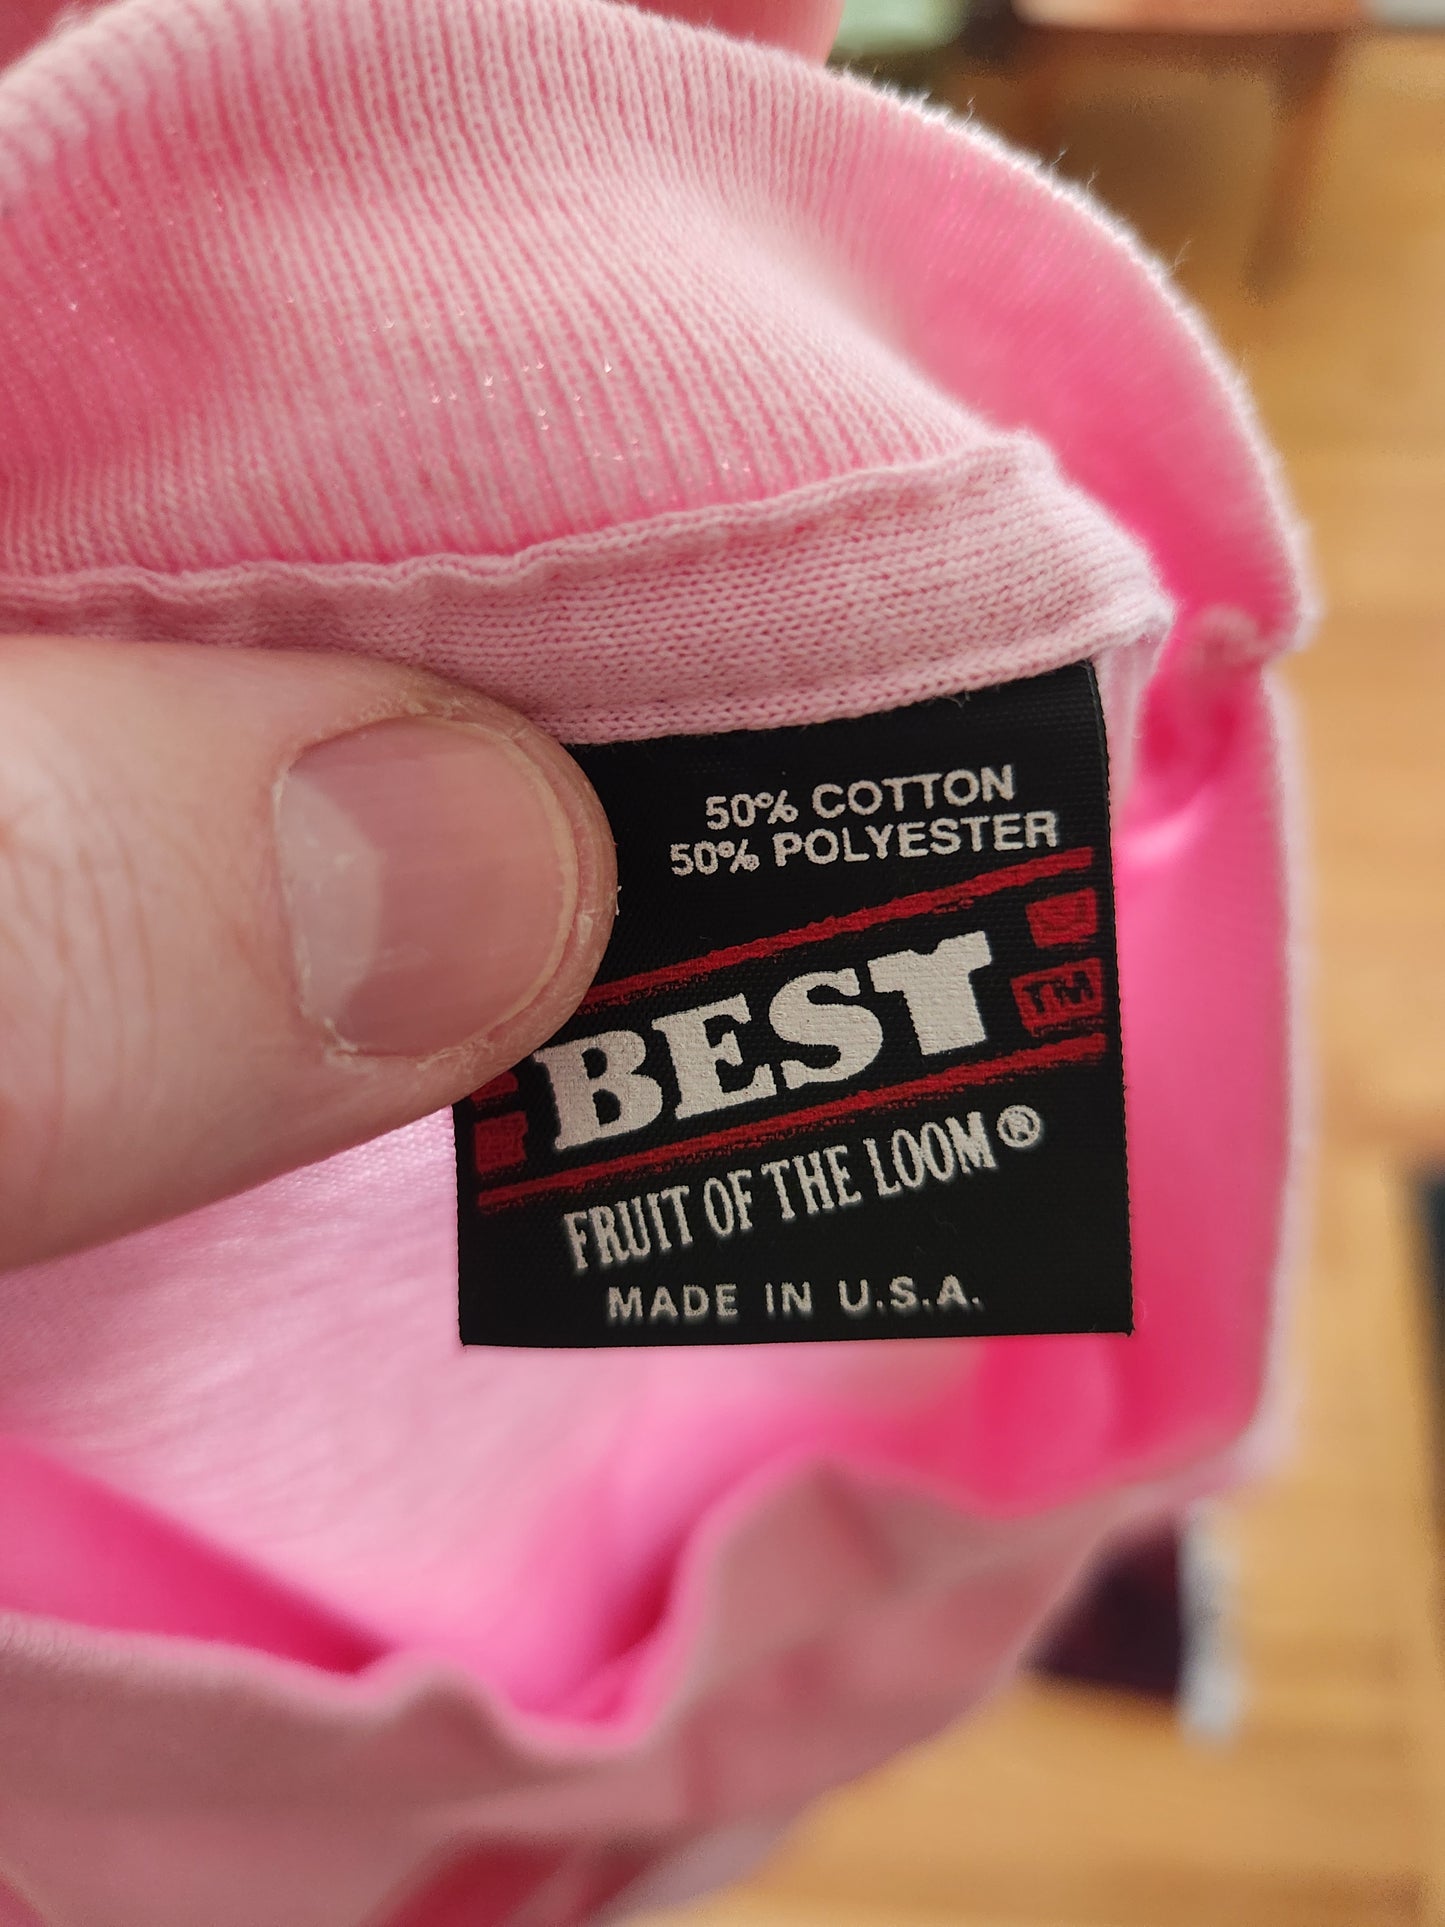 50% COTTON
50% POLYESTER
BEST
TM
FRUIT OF THE LOOM®
MADE IN U.S.A.